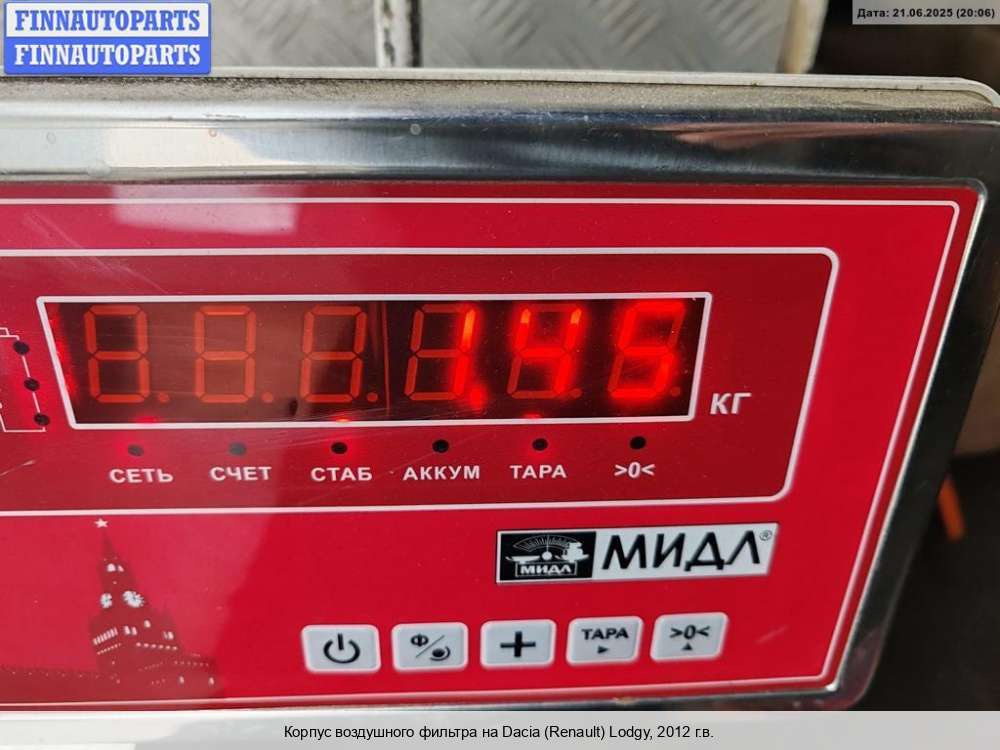 FINNAUTOPARTS
FINNAUTOPARTS
Дата: 21.06.2025 (20:06)
1.45
КГ
СЕТЬ СЧЕТ СТАБ АККУМ ТАРА >0<
МИДЛ МИДЛ®
Ф ТАРА >0<
Корпус воздушного фильтра на Dacia (Renault) Lodgy, 2012 г.в.